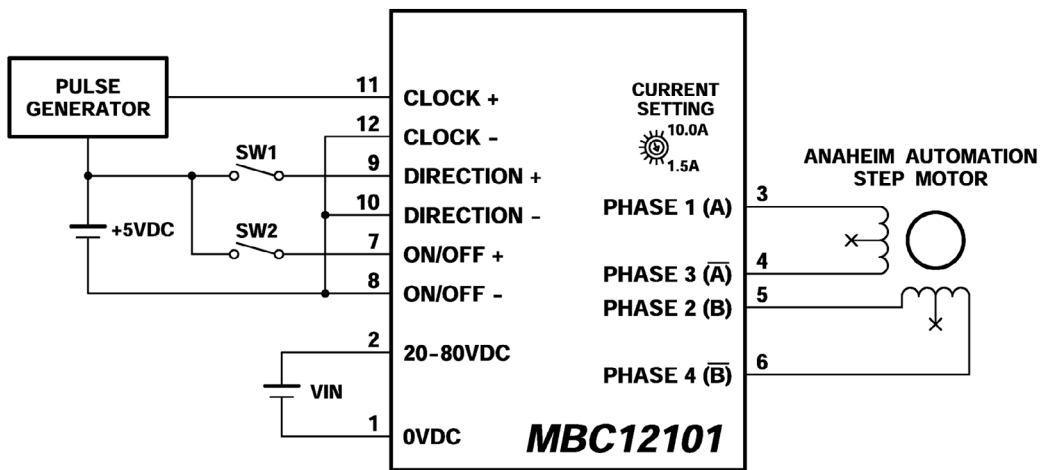 PULSE
GENERATOR
11
CLOCK +
12
CLOCK -
SW1
9
DIRECTION +
10
DIRECTION -
+5VDC
SW2
7
ON/OFF +
8
ON/OFF -
2
20-80VDC
VIN
1
0VDC
CURRENT
SETTING
10.0A
1.5A
ANAHEIM AUTOMATION
STEP MOTOR
PHASE 1 (A)
3
PHASE 3 (A̅)
4
PHASE 2 (B)
5
PHASE 4 (B̅)
6
MBC12101